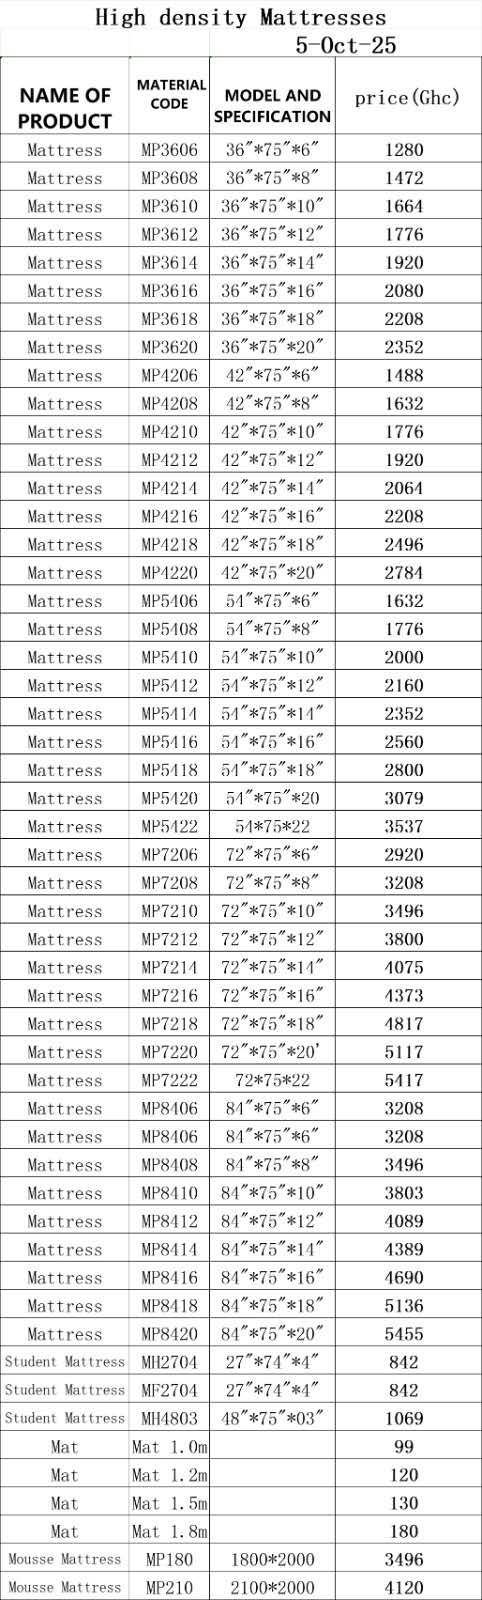 High density Mattresses
5-Oct-25
NAME OF PRODUCT MATERIAL CODE MODEL AND SPECIFICATION price(Ghc)
Mattress MP3606 36"*75"*6" 1280
Mattress MP3608 36"*75"*8" 1472
Mattress MP3610 36"*75"*10" 1664
Mattress MP3612 36"*75"*12" 1776
Mattress MP3614 36"*75"*14" 1920
Mattress MP3616 36"*75"*16" 2080
Mattress MP3618 36"*75"*18" 2208
Mattress MP3620 36"*75"*20" 2352
Mattress MP4206 42"*75"*6" 1488
Mattress MP4208 42"*75"*8" 1632
Mattress MP4210 42"*75"*10" 1776
Mattress MP4212 42"*75"*12" 1920
Mattress MP4214 42"*75"*14" 2064
Mattress MP4216 42"*75"*16" 2208
Mattress MP4218 42"*75"*18" 2496
Mattress MP4220 42"*75"*20" 2784
Mattress MP5406 54"*75"*6" 1632
Mattress MP5408 54"*75"*8" 1776
Mattress MP5410 54"*75"*10" 2000
Mattress MP5412 54"*75"*12" 2160
Mattress MP5414 54"*75"*14" 2352
Mattress MP5416 54"*75"*16" 2560
Mattress MP5418 54"*75"*18" 2800
Mattress MP5420 54"*75"*20 3079
Mattress MP5422 54*75*22 3537
Mattress MP7206 72"*75"*6" 2920
Mattress MP7208 72"*75"*8" 3208
Mattress MP7210 72"*75"*10" 3496
Mattress MP7212 72"*75"*12" 3800
Mattress MP7214 72"*75"*14" 4075
Mattress MP7216 72"*75"*16" 4373
Mattress MP7218 72"*75"*18" 4817
Mattress MP7220 72"*75"*20' 5117
Mattress MP7222 72*75*22 5417
Mattress MP8406 84"*75"*6" 3208
Mattress MP8406 84"*75"*6" 3208
Mattress MP8408 84"*75"*8" 3496
Mattress MP8410 84"*75"*10" 3803
Mattress MP8412 84"*75"*12" 4089
Mattress MP8414 84"*75"*14" 4389
Mattress MP8416 84"*75"*16" 4690
Mattress MP8418 84"*75"*18" 5136
Mattress MP8420 84"*75"*20" 5455
Student Mattress MH2704 27"*74"*4" 842
Student Mattress MF2704 27"*74"*4" 842
Student Mattress MH4803 48"*75"*03" 1069
Mat Mat 1.0m 99
Mat Mat 1.2m 120
Mat Mat 1.5m 130
Mat Mat 1.8m 180
Mousse Mattress MP180 1800*2000 3496
Mousse Mattress MP210 2100*2000 4120